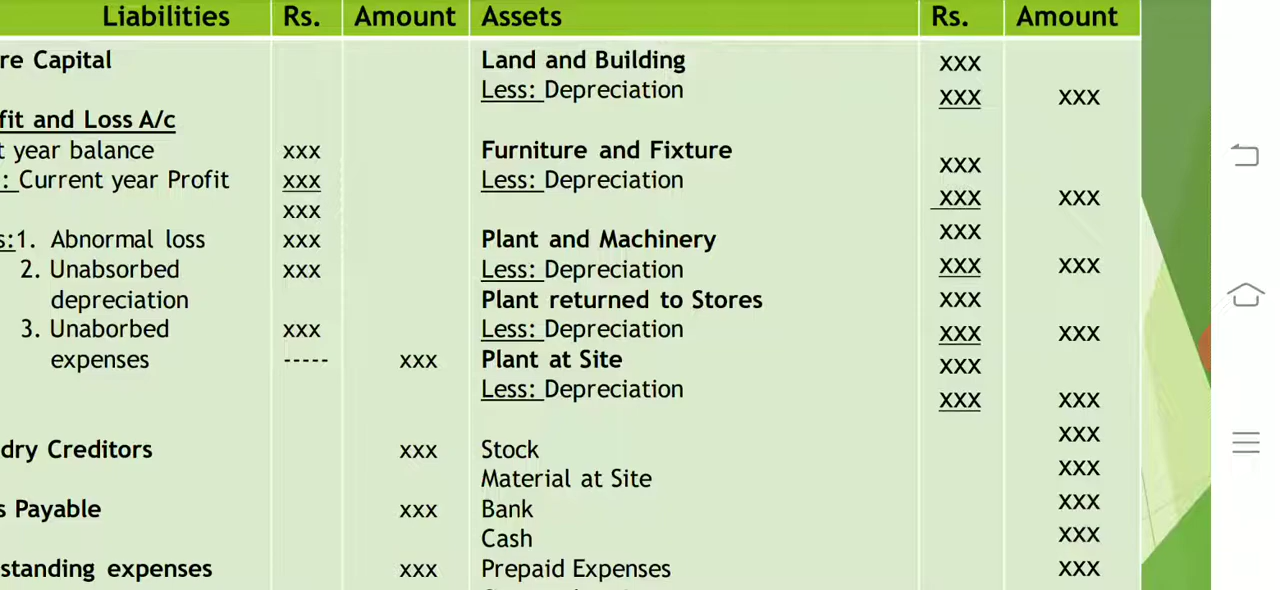 Liabilities Rs. Amount Assets Rs. Amount
re Capital Land and Building xxx
Less: Depreciation xxx xxx
fit and Loss A/c
t year balance xxx Furniture and Fixture xxx
: Current year Profit xxx Less: Depreciation xxx xxx
xxx
s:1. Abnormal loss xxx Plant and Machinery xxx
2. Unabsorbed xxx Less: Depreciation xxx xxx
depreciation Plant returned to Stores xxx
3. Unaborbed xxx Less: Depreciation xxx xxx
expenses ----- xxx Plant at Site xxx
Less: Depreciation xxx xxx
dry Creditors xxx Stock xxx
Material at Site xxx
s Payable xxx Bank xxx
Cash xxx
standing expenses xxx Prepaid Expenses xxx